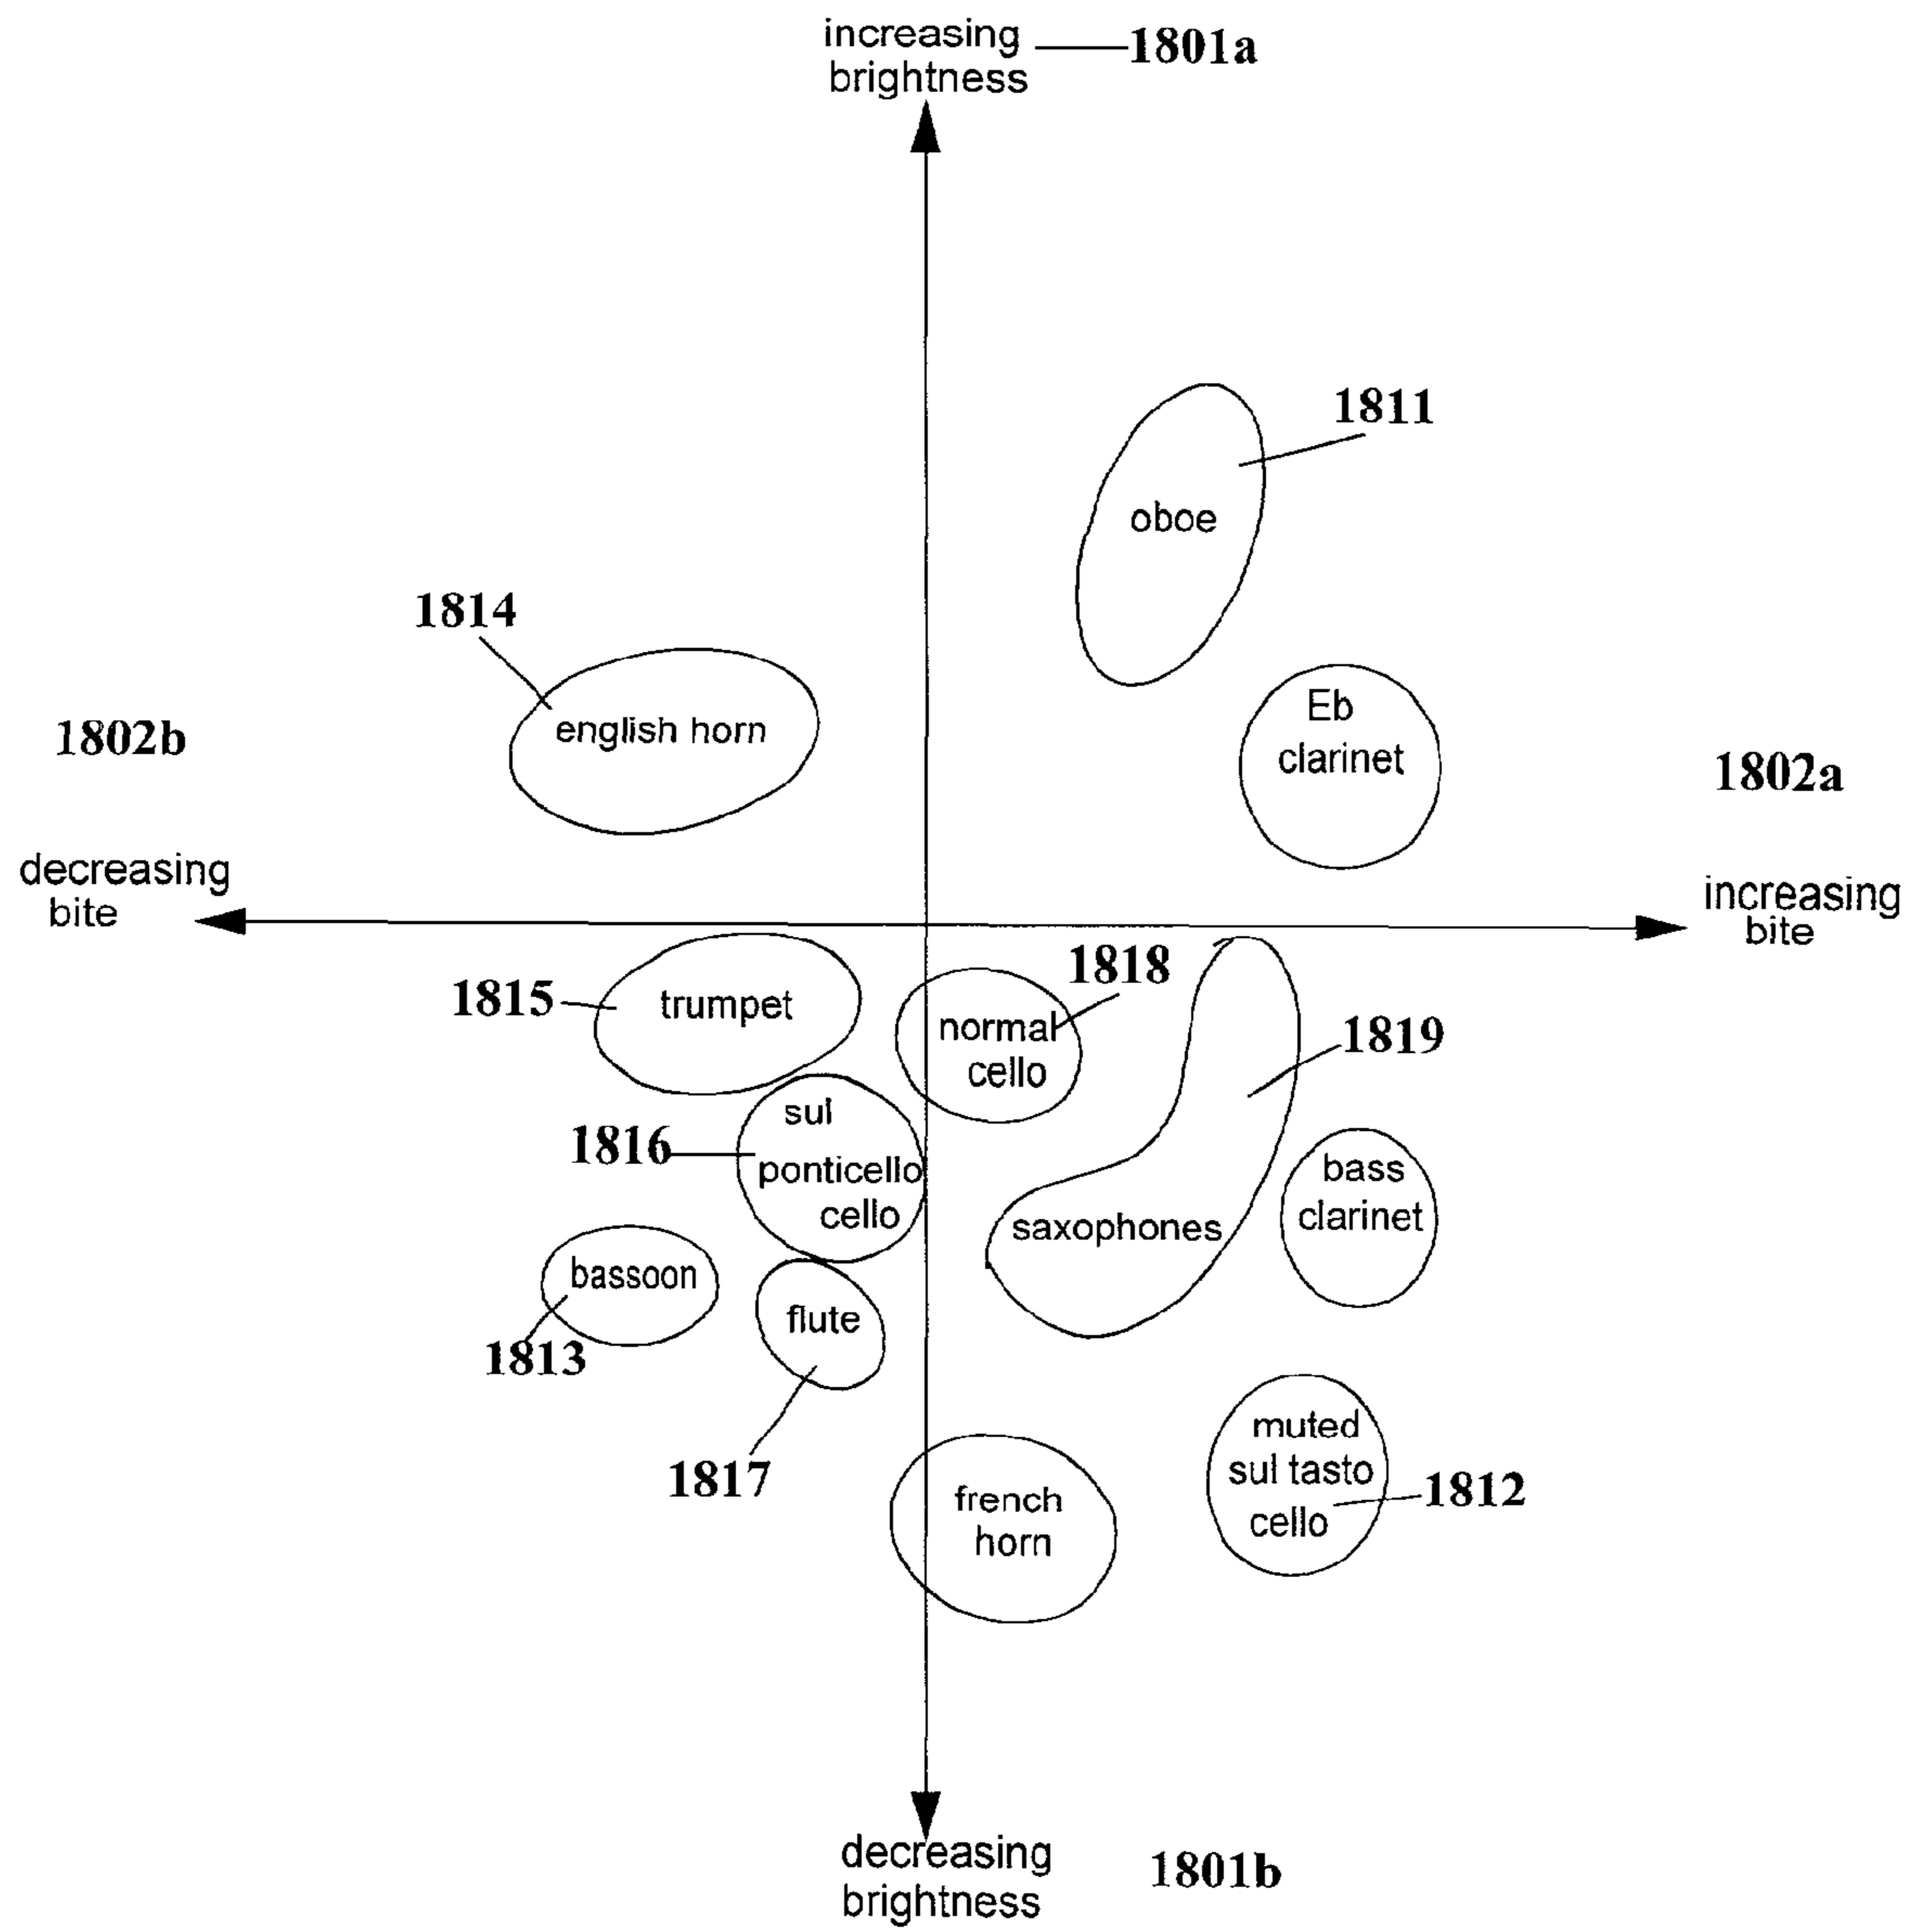 increasing
brightness
1801a
1811
oboe
1814
english horn
Eb
clarinet
1802b
1802a
decreasing
bite
increasing
bite
1815
trumpet
1818
normal
cello
1819
1816
sul
ponticello
cello
saxophones
bass
clarinet
bassoon
1813
flute
1817
french
horn
muted
sul tasto
cello
1812
decreasing
brightness
1801b